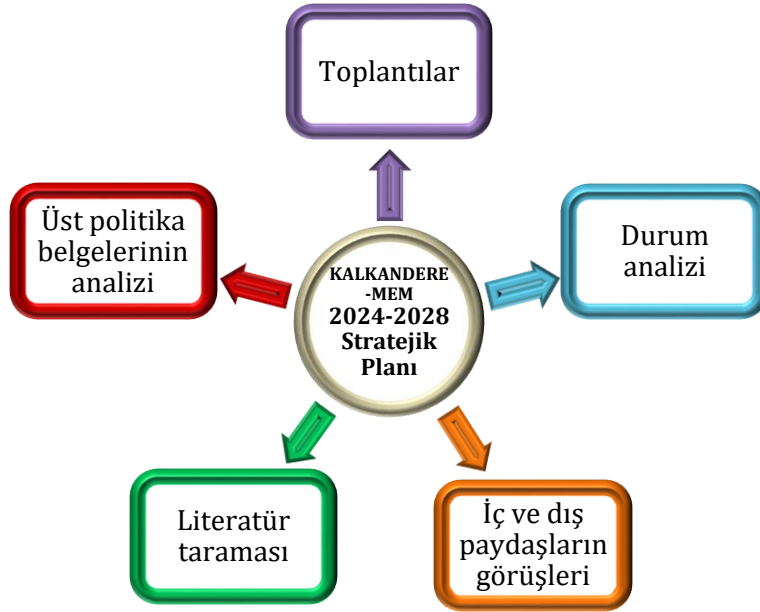 Toplantılar
Üst politika
belgelerinin
analizi
Durum
analizi
KALKANDERE
-MEM
2024-2028
Stratejik
Planı
Literatür
taraması
İç ve dış
paydaşların
görüşleri